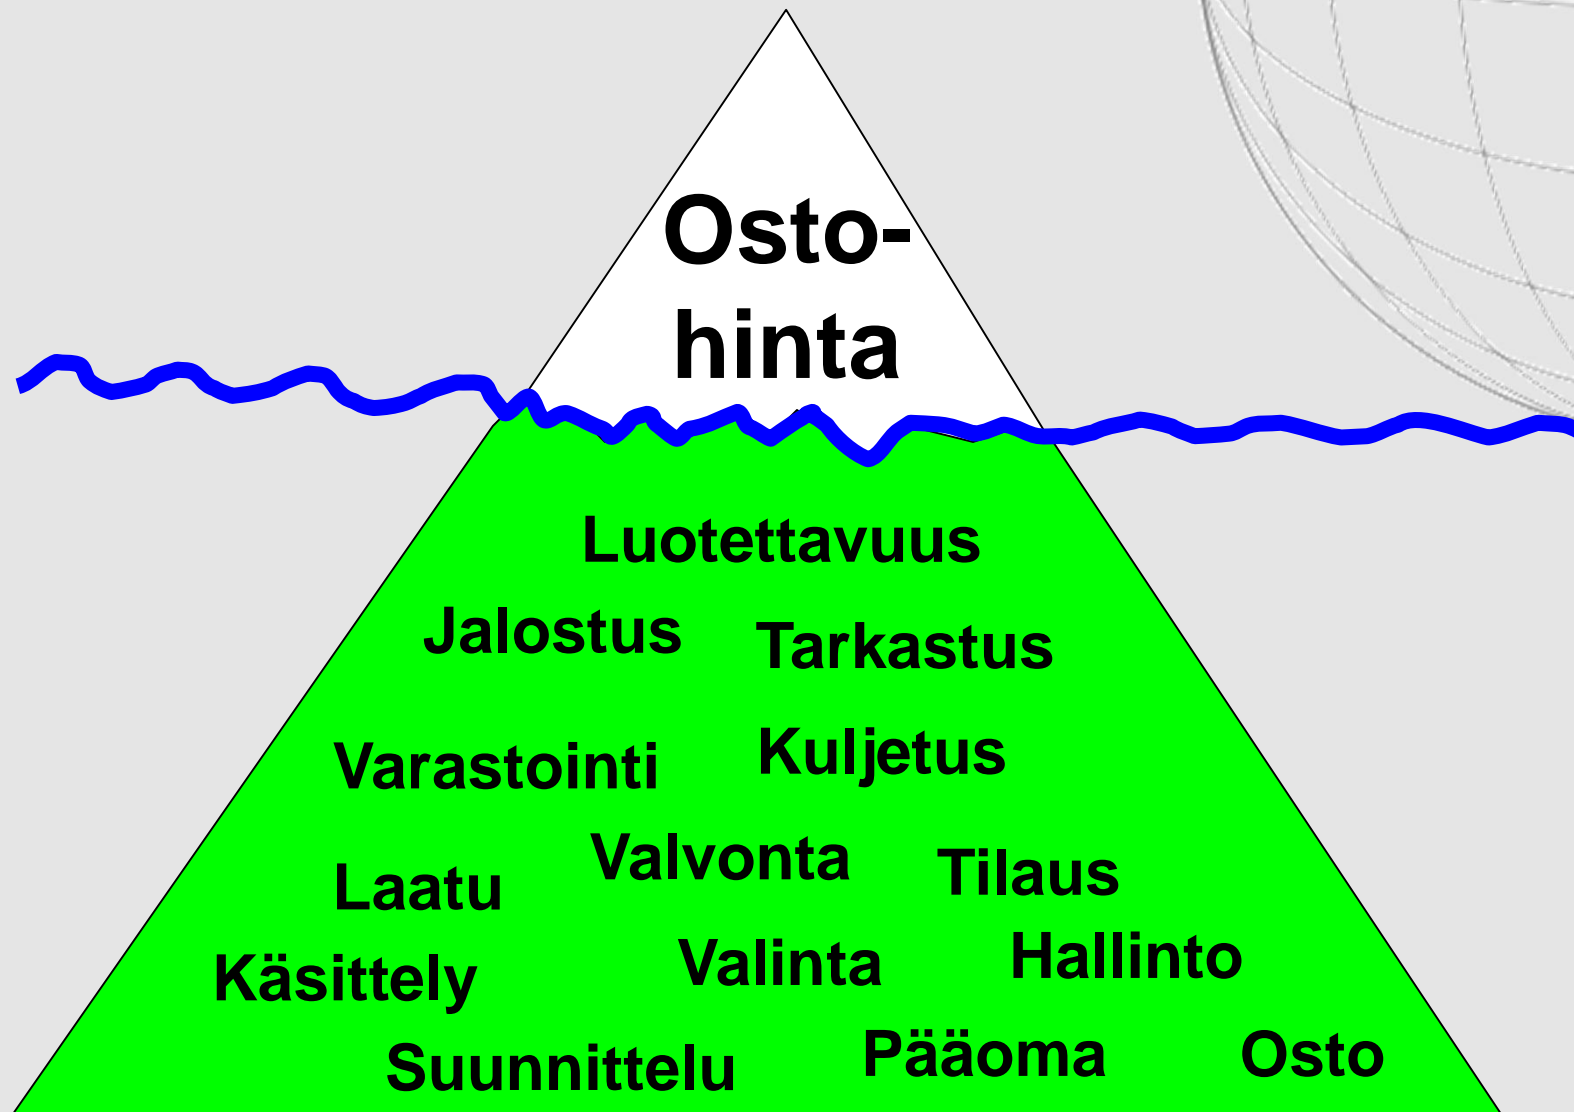 Osto-
hinta
Luotettavuus
Jalostus Tarkastus
Varastointi Kuljetus
Laatu Valvonta Tilaus
Käsittely Valinta Hallinto
Suunnittelu Pääoma Osto